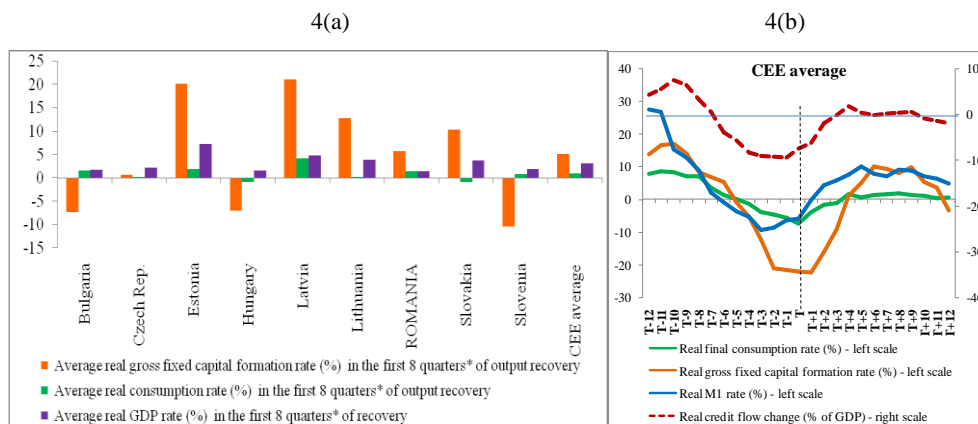 4(a)
4(b)
25
20
15
10
5
0
-5
-10
-15
Bulgaria
Czech Rep.
Estonia
Hungary
Latvia
Lithuania
ROMANIA
Slovakia
Slovenia
CEE average
Average real gross fixed capital formation rate (%) in the first 8 quarters* of output recovery
Average real consumption rate (%) in the first 8 quarters* of output recovery
Average real GDP rate (%) in the first 8 quarters* of recovery
CEE average
40
30
20
10
0
-10
-20
-30
10
0
-10
-20
-30
-40
T-12
T-11
T-10
T-9
T-8
T-7
T-6
T-5
T-4
T-3
T-2
T-1
T
T+1
T+2
T+3
T+4
T+5
T+6
T+7
T+8
T+9
T+10
T+11
T+12
Real final consumption rate (%) - left scale
Real gross fixed capital formation rate (%) - left scale
Real M1 rate (%) - left scale
Real credit flow change (% of GDP) - right scale